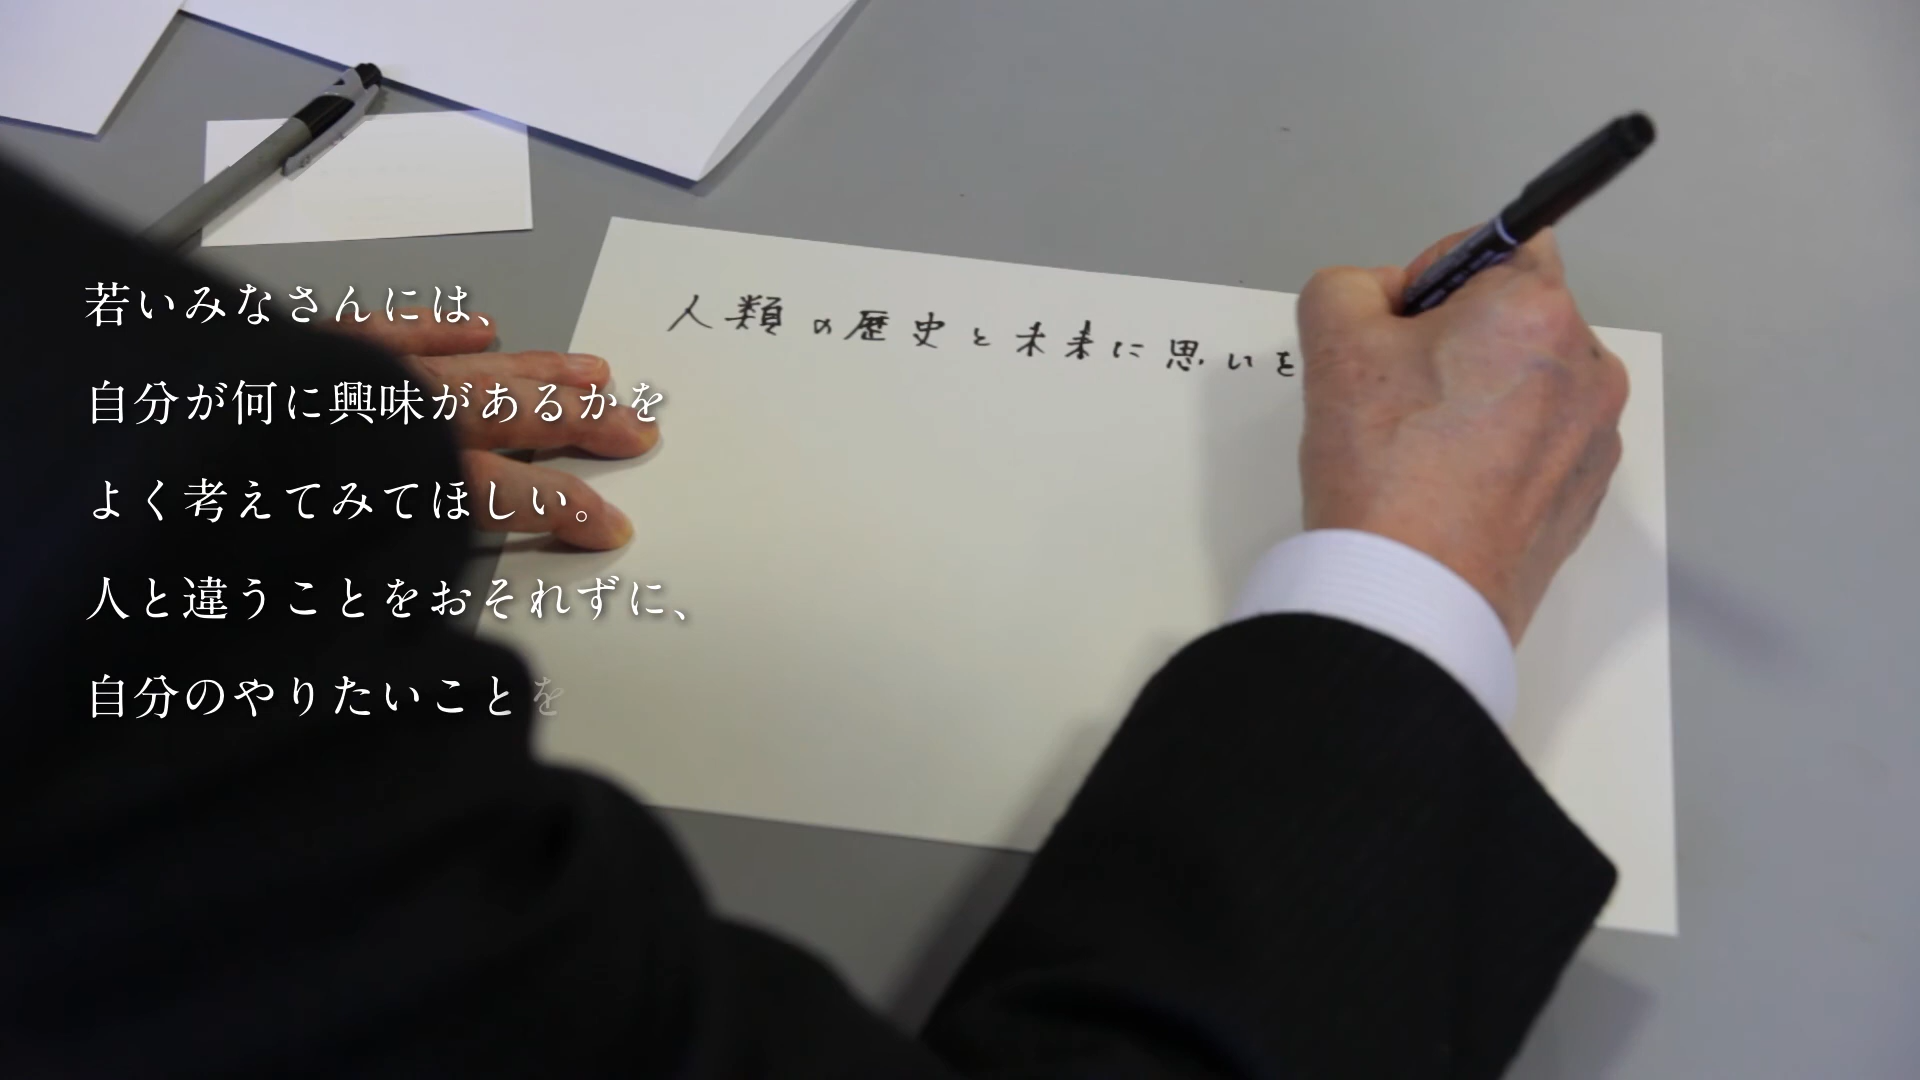 若いみなさんには、
自分が何に興味があるかを
よく考えてみてほしい。
人と違うことをおそれずに、
自分のやりたいことを
人類の歴史と未来に思いを